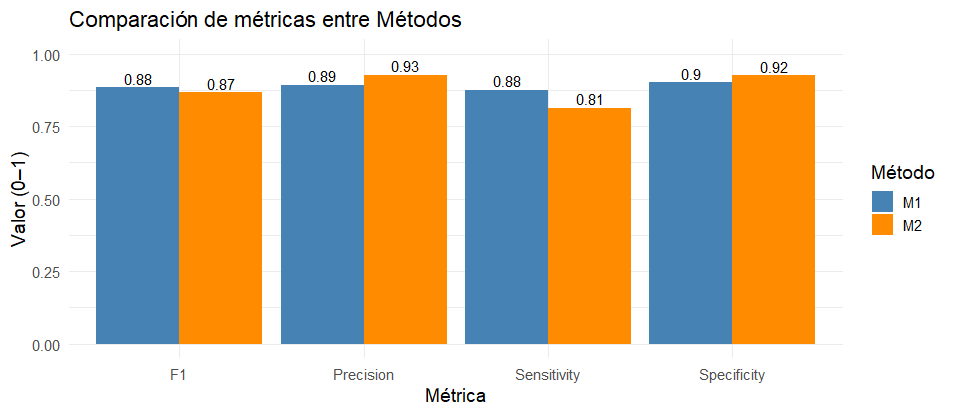 Comparación de métricas entre Métodos
Valor (0–1)
1.00
0.75
0.50
0.25
0.00
0.88
0.87
0.89
0.93
0.88
0.81
0.9
0.92
F1
Precision
Sensitivity
Specificity
Métrica
Método
M1
M2